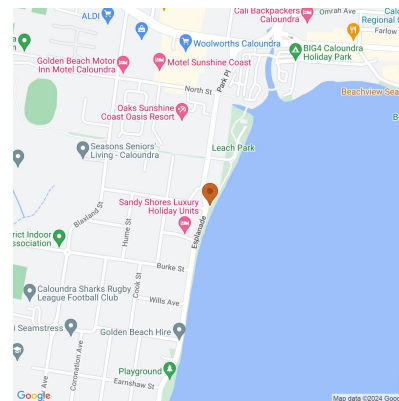 Cali Backpackers
Caloundra
Omrah Ave
ALDI
Woolworths Caloundra
Farlow
Regional G
Golden Beach Motor
Inn Motel Caloundra
Motel Sunshine Coast
BIG4 Caloundra
Holiday Park
Park Pl
North St
Beachview Sea
Oaks Sunshine
Coast Oasis Resort
Leach Park
Seasons Seniors'
Living - Caloundra
Sandy Shores Luxury
Holiday Units
Blaxland St
Hume St
Esplanade
rict Indoor
ssociation
Burke St
Cook St
Caloundra Sharks Rugby
League Football Club
Wills Ave
i Seamstress
Golden Beach Hire
Coronation Ave
r Ave
Playground
Earnshaw St
Google
Map data ©2024 Goo